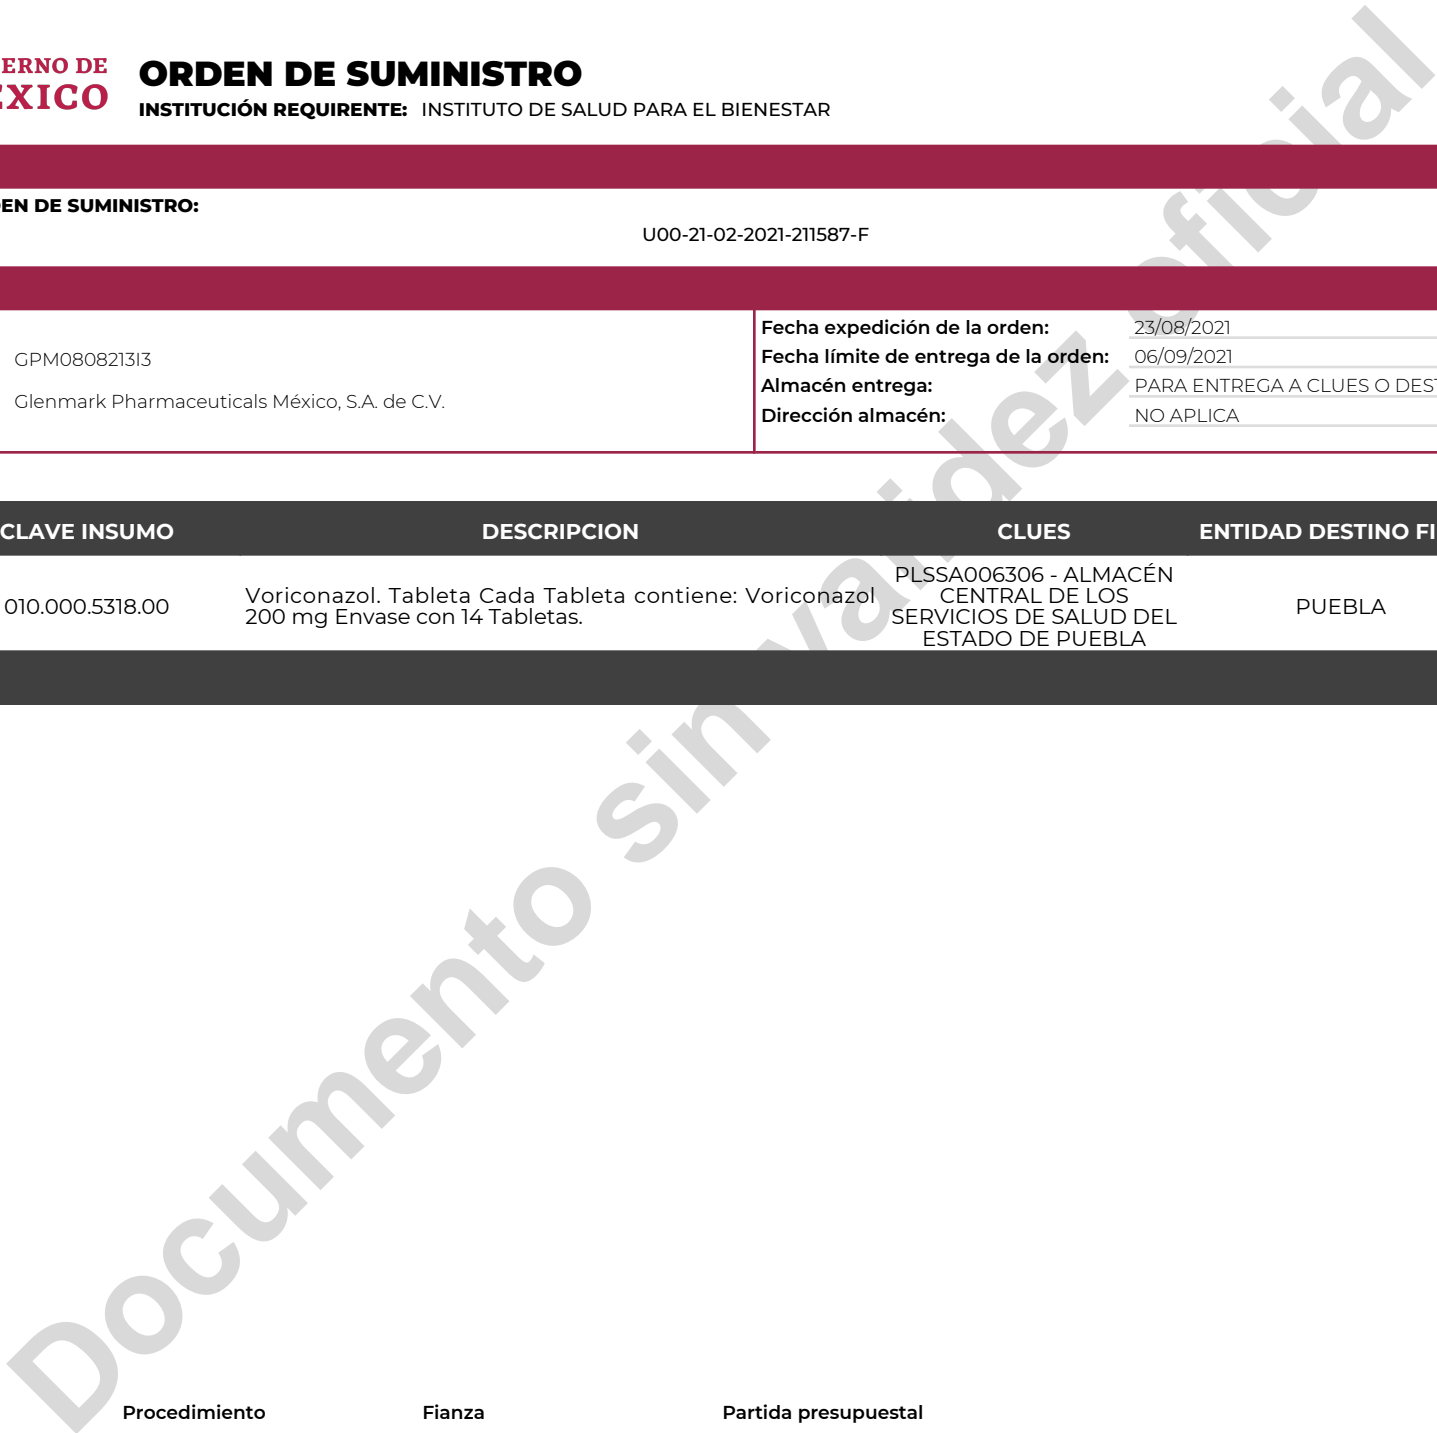 ERNO DE
ÉXICO
ORDEN DE SUMINISTRO
INSTITUCIÓN REQUIRENTE: INSTITUTO DE SALUD PARA EL BIENESTAR
EN DE SUMINISTRO:
U00-21-02-2021-211587-F
GPM0808213I3
Glenmark Pharmaceuticals México, S.A. de C.V.
Fecha expedición de la orden: 23/08/2021
Fecha límite de entrega de la orden: 06/09/2021
Almacén entrega: PARA ENTREGA A CLUES O DEST
Dirección almacén: NO APLICA
CLAVE INSUMO DESCRIPCION CLUES ENTIDAD DESTINO FI
010.000.5318.00
Voriconazol. Tableta Cada Tableta contiene: Voriconazol
200 mg Envase con 14 Tabletas.
PLSSA006306 - ALMACÉN
CENTRAL DE LOS
SERVICIOS DE SALUD DEL
ESTADO DE PUEBLA
PUEBLA
Documento sin validez oficial
Procedimiento Fianza Partida presupuestal